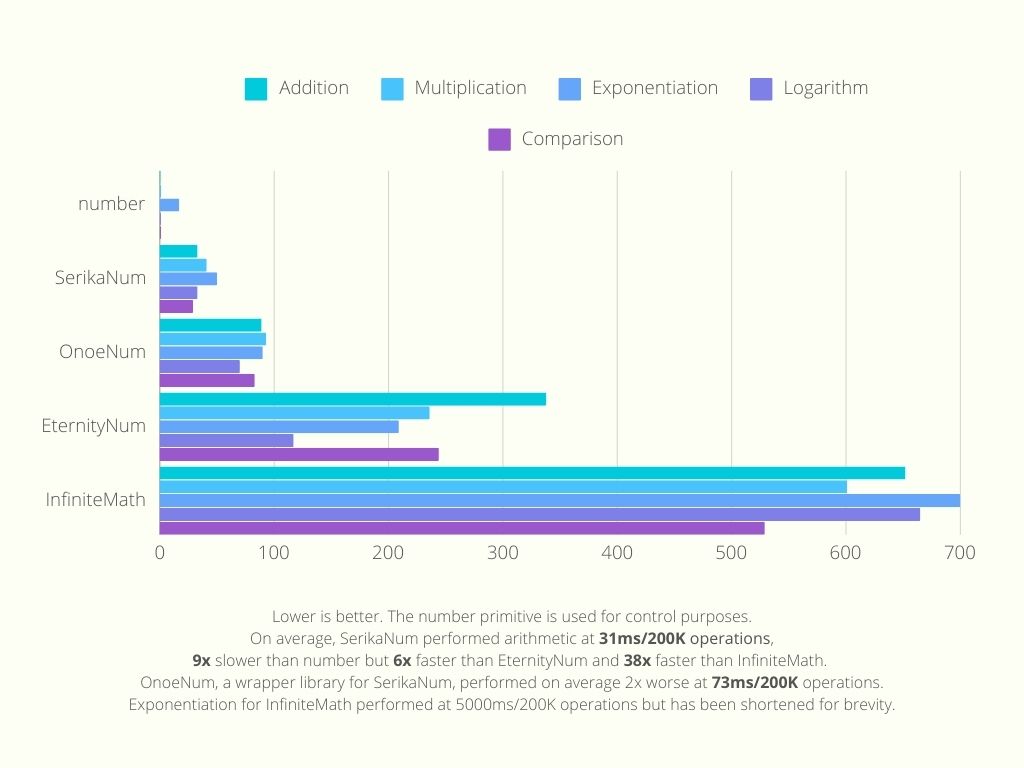 Addition Multiplication Exponentiation Logarithm
Comparison
number
SerikaNum
OnoeNum
EternityNum
InfiniteMath
0 100 200 300 400 500 600 700
Lower is better. The number primitive is used for control purposes.
On average, SerikaNum performed arithmetic at 31ms/200K operations,
9x slower than number but 6x faster than EternityNum and 38x faster than InfiniteMath.
OnoeNum, a wrapper library for SerikaNum, performed on average 2x worse at 73ms/200K operations.
Exponentiation for InfiniteMath performed at 5000ms/200K operations but has been shortened for brevity.